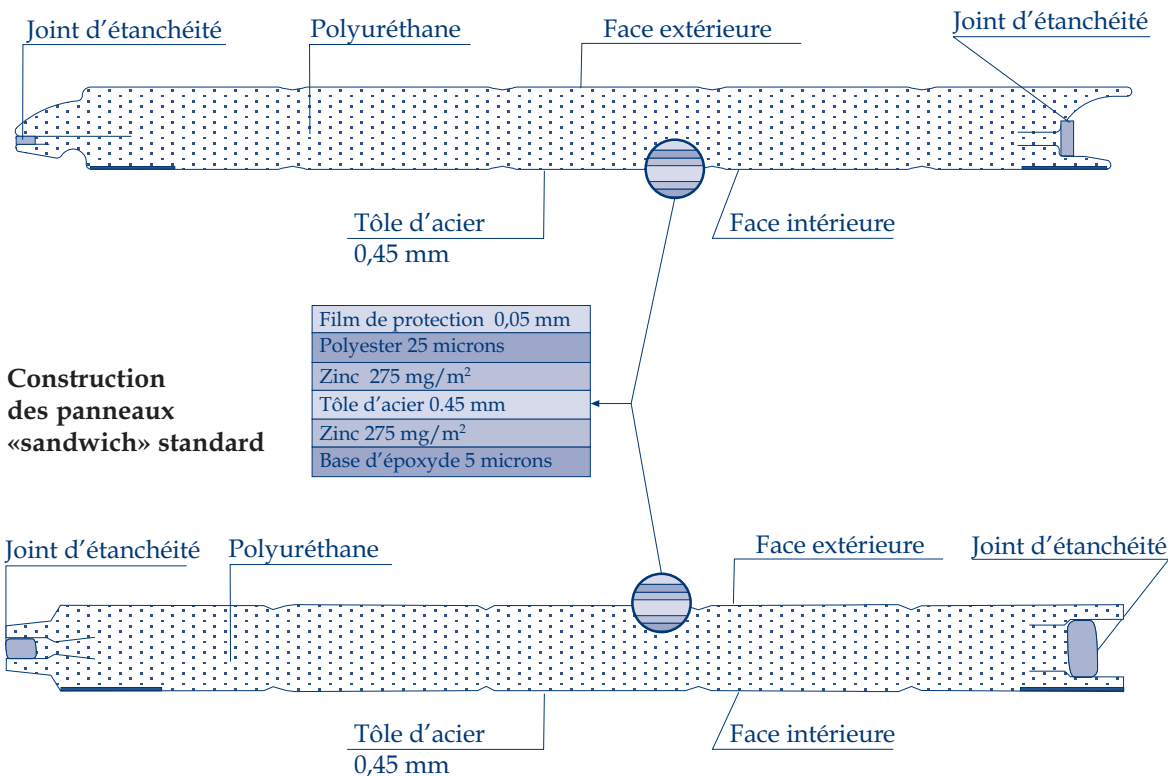 Joint d'étanchéité
Polyuréthane
Face extérieure
Joint d'étanchéité
Tôle d'acier
0,45 mm
Face intérieure
Film de protection 0,05 mm
Polyester 25 microns
Zinc 275 mg/m²
Tôle d'acier 0.45 mm
Zinc 275 mg/m²
Base d'époxyde 5 microns
Construction
des panneaux
«sandwich» standard
Joint d'étanchéité
Polyuréthane
Face extérieure
Joint d'étanchéité
Tôle d'acier
0,45 mm
Face intérieure